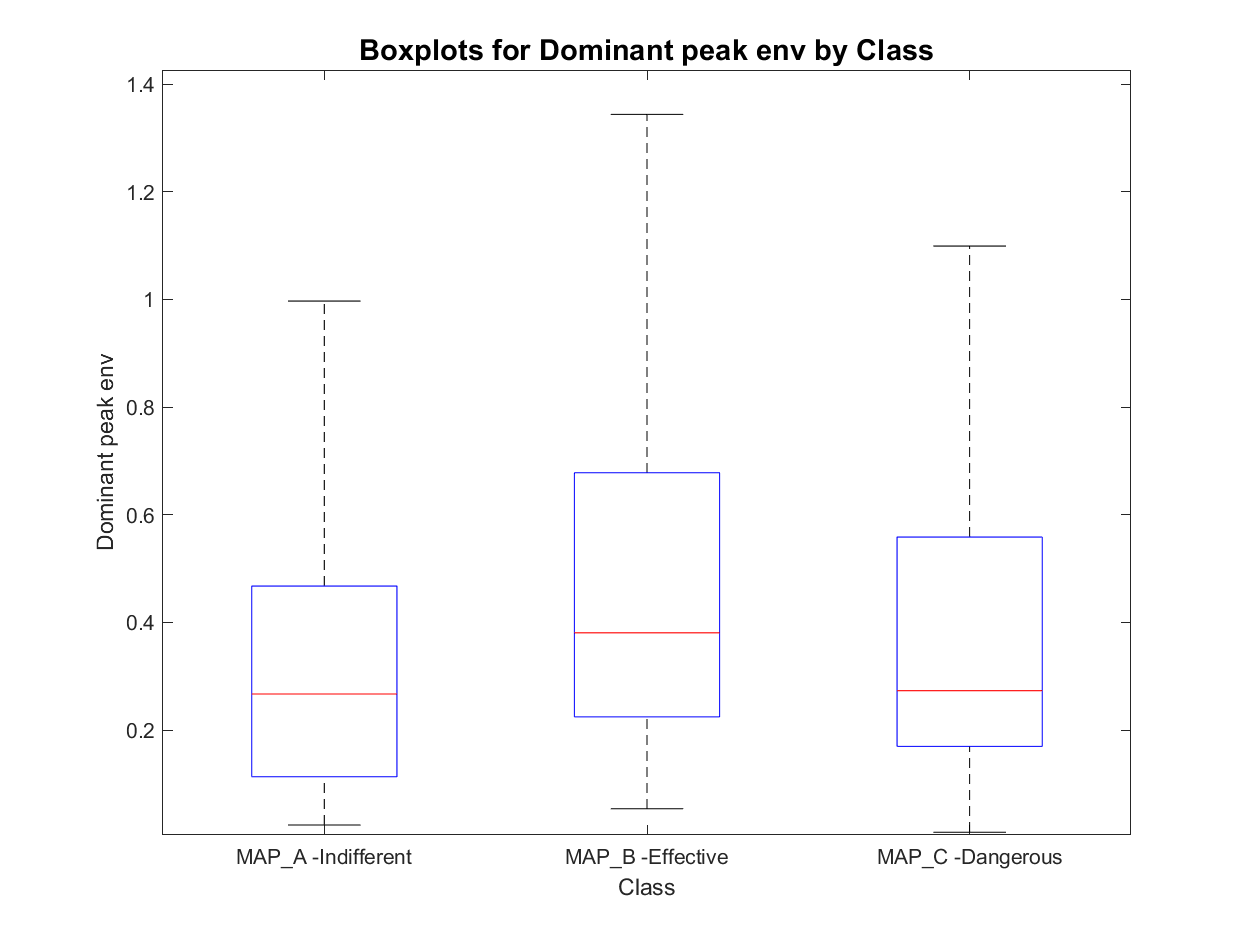 Boxplots for Dominant peak env by Class
1.4
1.2
1
0.8
0.6
0.4
0.2
Dominant peak env
MAP_A -Indifferent
MAP_B -Effective
MAP_C -Dangerous
Class